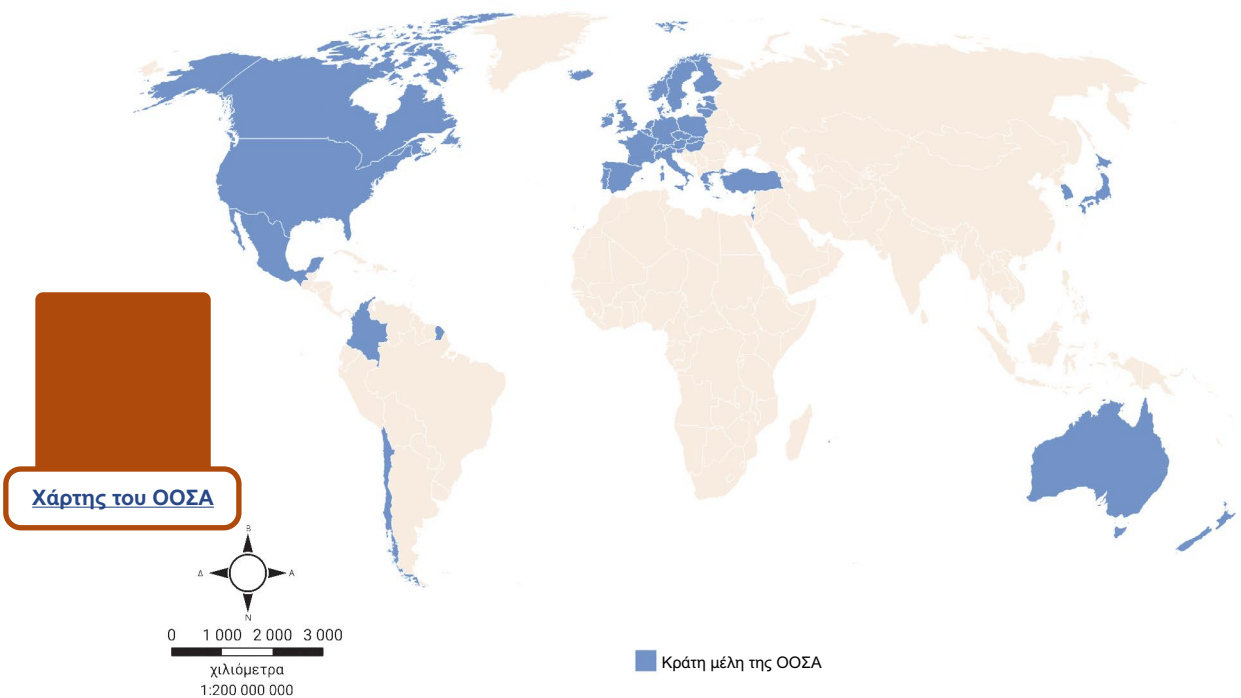 Χάρτης του ΟΟΣΑ
Β
Δ
Α
Ν
0 1 000 2 000 3 000
χιλιόμετρα
1:200 000 000
Κράτη μέλη της ΟΟΣΑ